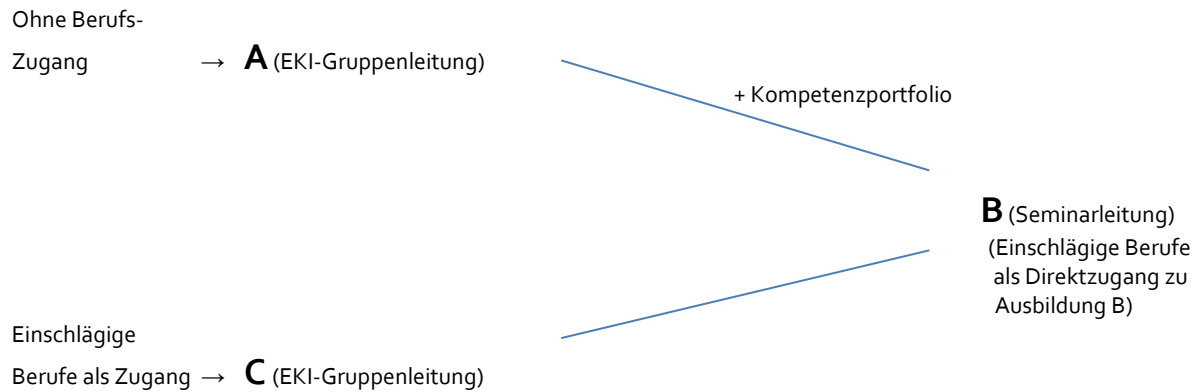 Ohne Berufs-
Zugang → A (EKI-Gruppenleitung)
+ Kompetenzportfolio
B (Seminarleitung)
(Einschlägige Berufe
als Direktzugang zu
Ausbildung B)
Einschlägige
Berufe als Zugang → C (EKI-Gruppenleitung)